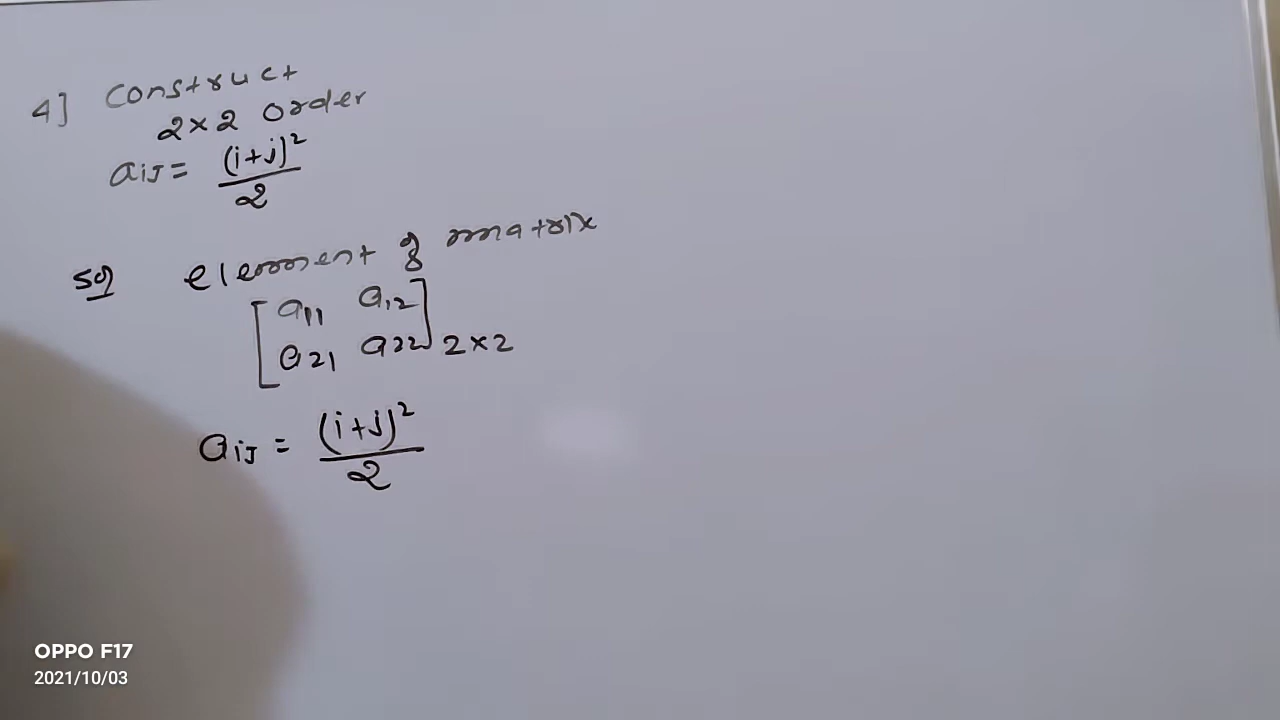 4] Construct
2×2 order
aij = (i+j)²
2
Sol element of matrix
[a11 a12
a21 a22] 2×2
aij = (i+j)²
2
OPPO F17
2021/10/03